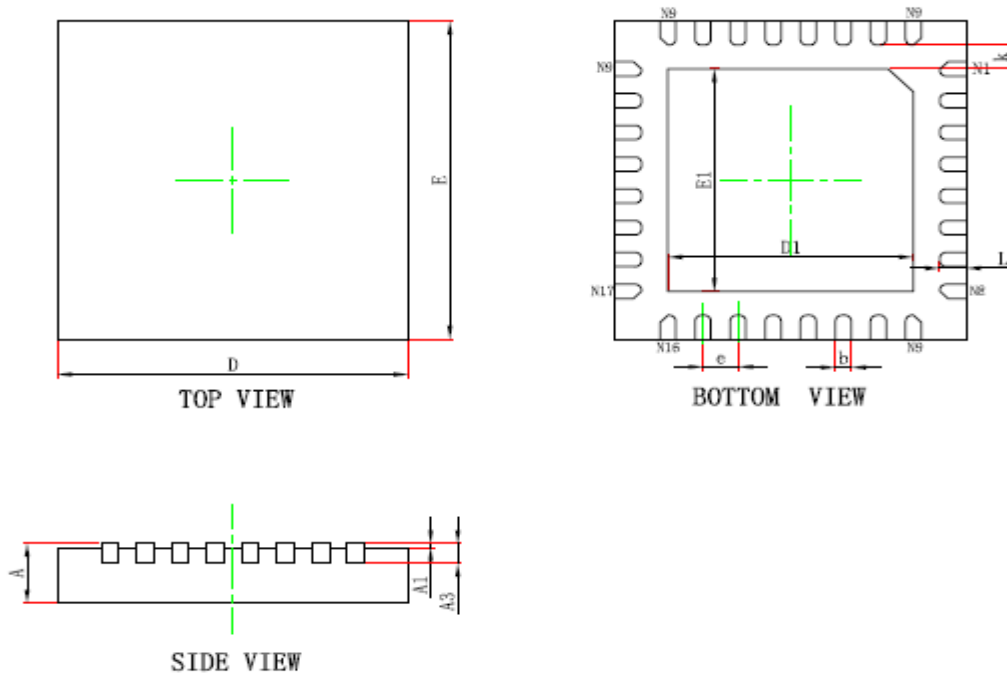 N9 N9
E
N9
k
N1
E1
D1
L
N17
N8
N16
N9
D
e
b
TOP VIEW
BOTTOM VIEW
A
A1
A3
SIDE VIEW